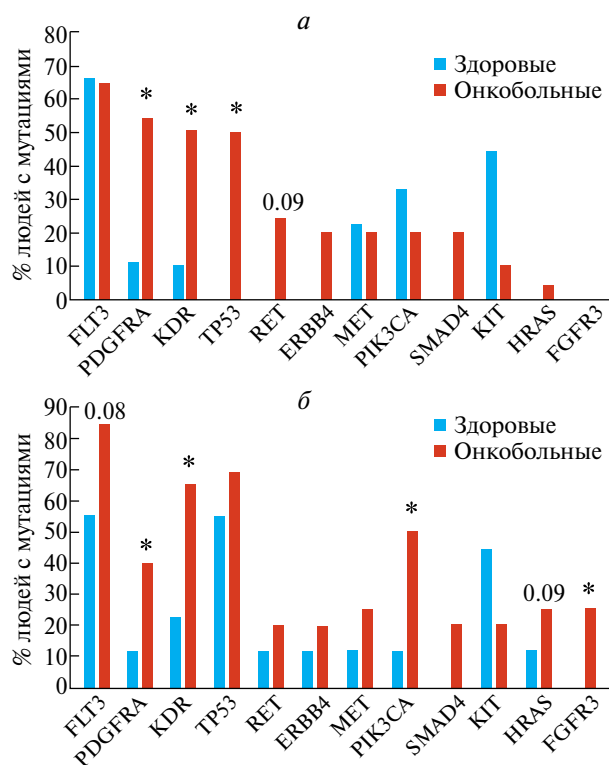 а
% людей с мутациями
80
70
60
50
40
30
20
10
0
Здоровые
Онкобольные
*
*
*
0.09
FLT3
PDGFRA
KDR
TP53
RET
ERBB4
MET
PIK3CA
SMAD4
KIT
HRAS
FGFR3
б
% людей с мутациями
90
80
70
60
50
40
30
20
10
0
Здоровые
Онкобольные
0.08
*
*
*
0.09
*
FLT3
PDGFRA
KDR
TP53
RET
ERBB4
MET
PIK3CA
SMAD4
KIT
HRAS
FGFR3